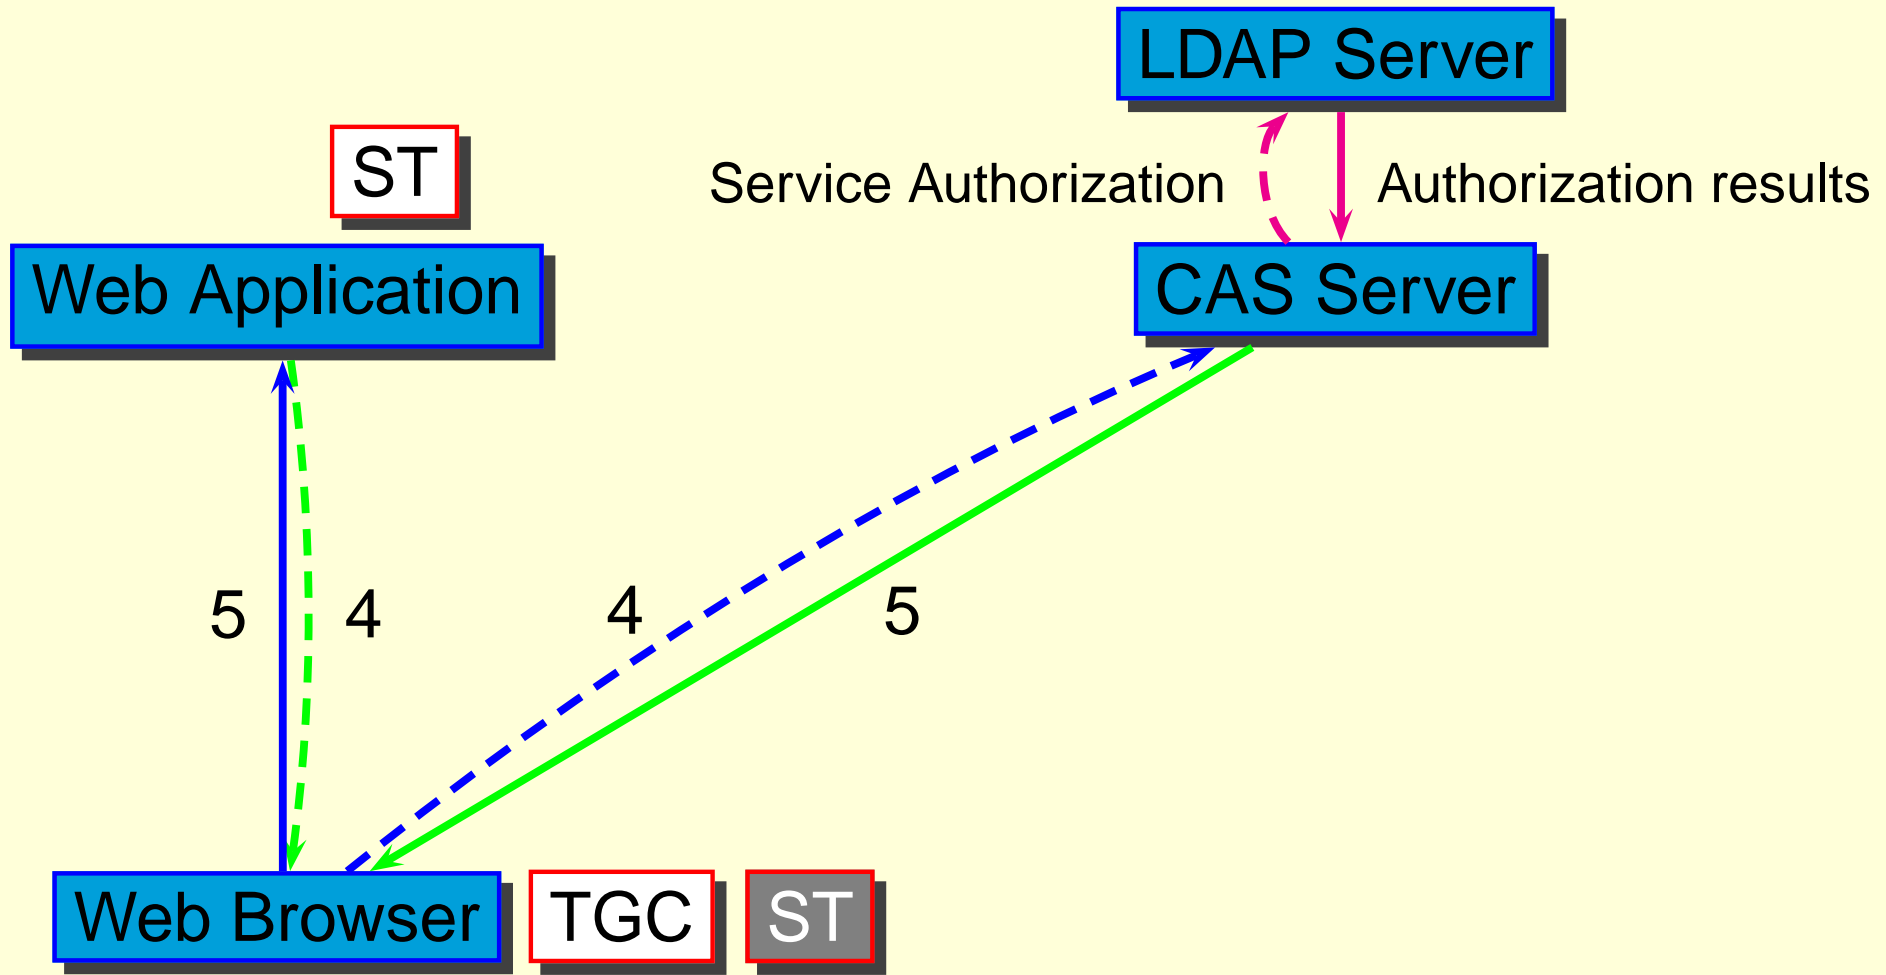 LDAP Server
ST
Service Authorization
Authorization results
Web Application
CAS Server
5
4
4
5
Web Browser
TGC
ST